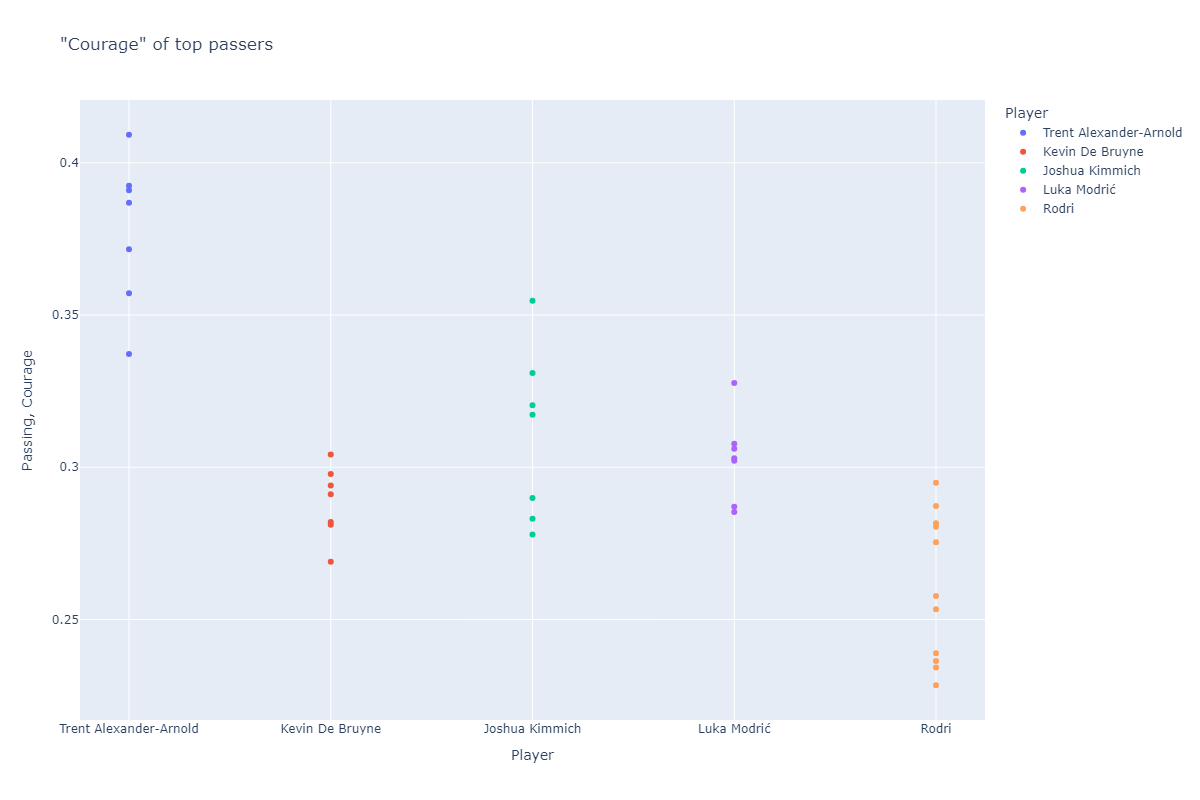 "Courage" of top passers
Player
Trent Alexander-Arnold
Kevin De Bruyne
Joshua Kimmich
Luka Modrić
Rodri
Passing, Courage
0.4
0.35
0.3
0.25
Trent Alexander-Arnold
Kevin De Bruyne
Joshua Kimmich
Luka Modrić
Rodri
Player